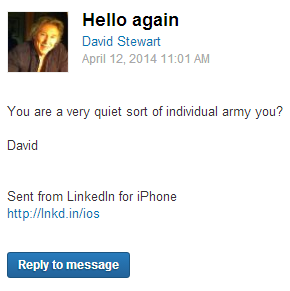 Hello again
David Stewart
April 12, 2014 11:01 AM
You are a very quiet sort of individual army you?
David
Sent from LinkedIn for iPhone
http://lnkd.in/ios
Reply to message